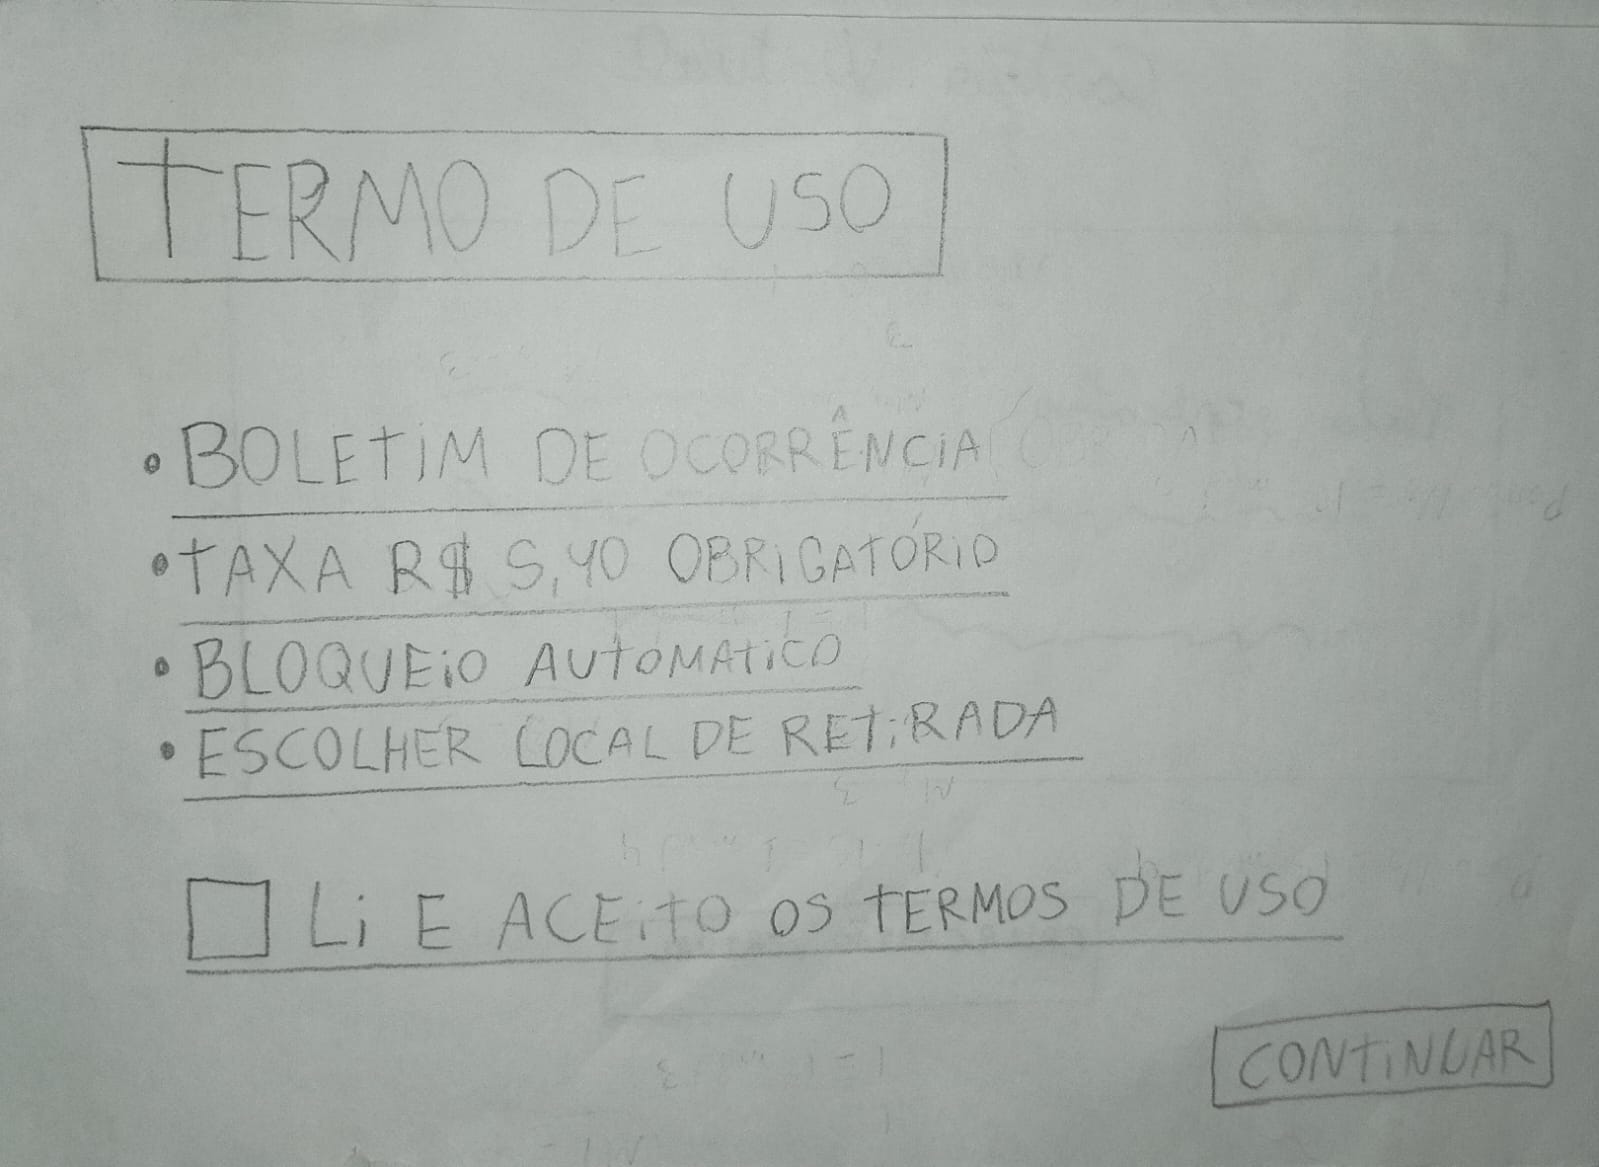 TERMO DE USO
• BOLETIM DE OCORRÊNCIA
• TAXA R$ 5,40 OBRIGATÓRIO
• BLOQUEIO AUTOMATICO
• ESCOLHER LOCAL DE RETIRADA
LI E ACEITO OS TERMOS DE USO
CONTINUAR